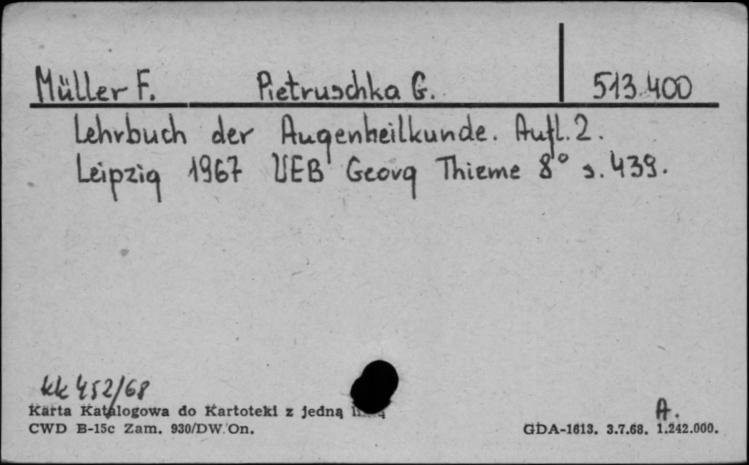 Müller F. Pietruschka G. 513.400
Lehrbuch der Augenheilkunde. Aufl. 2.
Leipzig 1967 VEB Georg Thieme 8° s. 439.
kk 452/68
Karta Katalogowa do Kartoteki z jedną
A.
CWD B-15c Zam. 930/DW. On. GDA-1613. 3.7.68. 1.242.000.